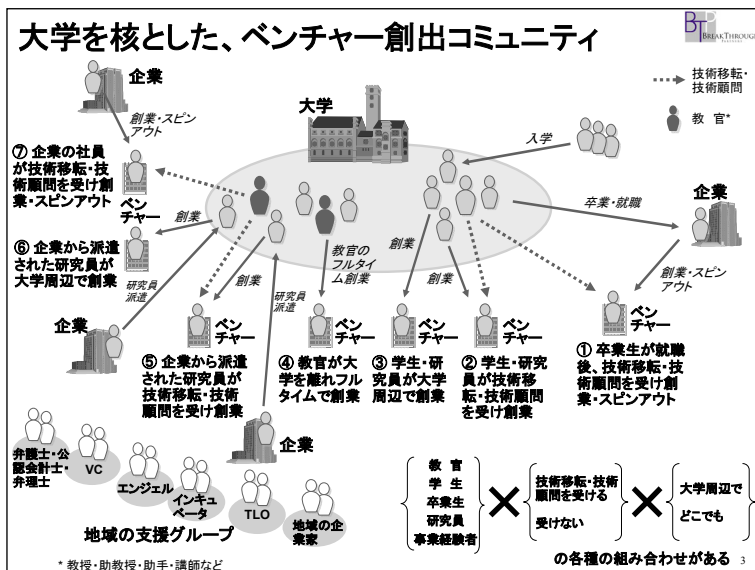 大学を核とした、ベンチャー創出コミュニティ
BTP
BREAKTHROUGH
企業
大学
技術移転・
技術顧問
教 官*
創業・スピン
アウト
入学
⑦ 企業の社員
が技術移転・技
術顧問を受け創
業・スピンアウト
ベン
チャー
卒業・就職
企業
創業
⑥ 企業から派遣
された研究員が
大学周辺で創業
ベン
チャー
研究員
派遣
創業
研究員
派遣
教官の
フルタイ
ム創業
創業
創業
創業・スピン
アウト
企業
ベン
チャー
ベン
チャー
ベン
チャー
ベン
チャー
ベン
チャー
⑤ 企業から派遣
された研究員が
技術移転・技術
顧問を受け創業
④ 教官が大
学を離れフル
タイムで創業
③ 学生・研
究員が大学
周辺で創業
② 学生・研究
員が技術移
転・技術顧問
を受け創業
① 卒業生が就職
後、技術移転・技
術顧問を受け創
業・スピンアウト
企業
弁護士・公
認会計士・
弁理士
VC
エンジェル
インキュ
ベータ
TLO
地域の企
業家
地域の支援グループ
教 官
学 生
卒業生
研究員
事業経験者
×
技術移転・技術
顧問を受ける
受けない
×
大学周辺で
どこでも
の各種の組み合わせがある
* 教授・助教授・助手・講師など
3